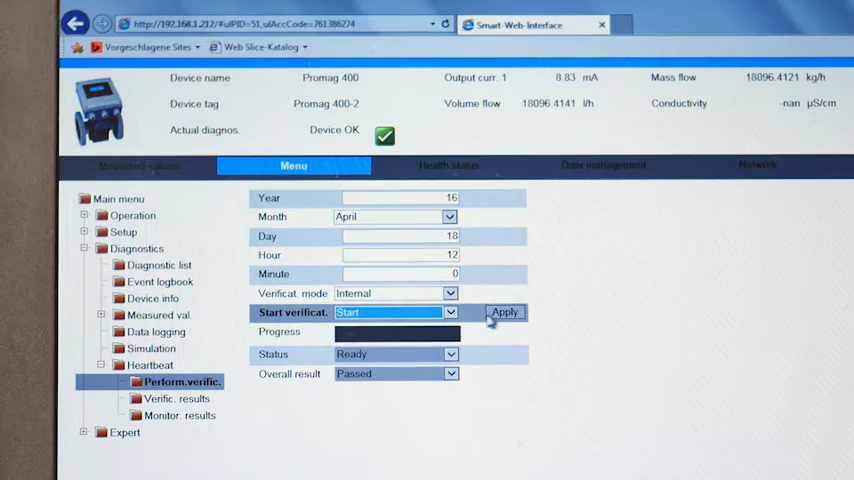 http://192.168.1.212/#uIPID=51,uIAccCode=761386274
Smart-Web-Interface
Vorgeschlagene Sites
Web Slice-Katalog
Device name Promag 400 Output curr. 1 8.83 mA Mass flow 18096.4121 kg/h
Device tag Promag 400-2 Volume flow 18096.4141 l/h Conductivity -nan µS/cm
Actual diagnos. Device OK
Measured values Menu Health status Data management Network
Main menu
Operation
Setup
Diagnostics
Diagnostic list
Event logbook
Device info
Measured val.
Data logging
Simulation
Heartbeat
Perform.verific.
Verific. results
Monitor. results
Expert
Year 16
Month April
Day 18
Hour 12
Minute 0
Verificat. mode Internal
Start verificat. Start Apply
Progress
Status Ready
Overall result Passed